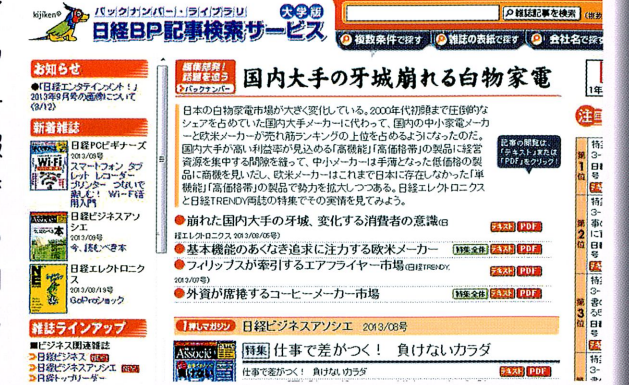 kijiken®
バックナンバー・ライブラリ
大学版
日経BP記事検索サービス
雑誌記事を検索
複数条件で探す
雑誌の表紙で探す
会社名で探す
お知らせ
●「日経エンタテインメント！」
2013年9月号の画像について
(9/12)
新着雑誌
日経PCビギナーズ
2013/09号
スマートフォン タブ
レット レコーダー
プリンター つないで
楽しむ！ Wi-Fi活
用入門
日経ビジネスアソ
シエ
2013/09号
今、読むべき本
日経エレクトロニク
ス
2013/08/19号
GoProショック
雑誌ラインアップ
■ビジネス関連雑誌
日経ビジネス NEW!
日経ビジネスアソシエ NEW!
日経トップリーダー
編集部発！
話題を追う
バックナンバー
国内大手の牙城崩れる白物家電
日本の白物家電市場が大きく変化している。2000年代初頭まで圧倒的な
シェアを占めていた国内大手メーカーに代わって、国内の中小家電メーカ
ーと欧米メーカーが売れ筋ランキングの上位を占めるようになったのだ。
国内大手が高い利益率が見込める「高機能」「高価格帯」の製品に経営
資源を集中する間隙を縫って、中小メーカーは手薄となった低価格の製
品に商機を見いだし、欧米メーカーはこれまで日本に存在しなかった「単
機能」「高価格帯」の製品で勢力を拡大しつつある。日経エレクトロニクス
と日経TRENDY両誌の特集でその実情を見てみよう。
記事の閲覧は、
「テキスト」または
「PDF」をクリック！
●崩れた国内大手の牙城、変化する消費者の意識(日
経エレクトロニクス, 2013/08/05号)
テキスト PDF
●基本機能のあくなき追求に注力する欧米メーカー
特集全体 テキスト PDF
●フィリップスが牽引するエアフライヤー市場(日経TRENDY,
2013/07号)
テキスト PDF
●外資が席捲するコーヒーメーカー市場
特集全体 テキスト PDF
1押しマガジン 日経ビジネスアソシエ 2013/08号
Associé
特集 仕事で差がつく！ 負けないカラダ
仕事で差がつく！ 負けないカラダ
テキスト PDF
1年
第1位
第2位
第3位